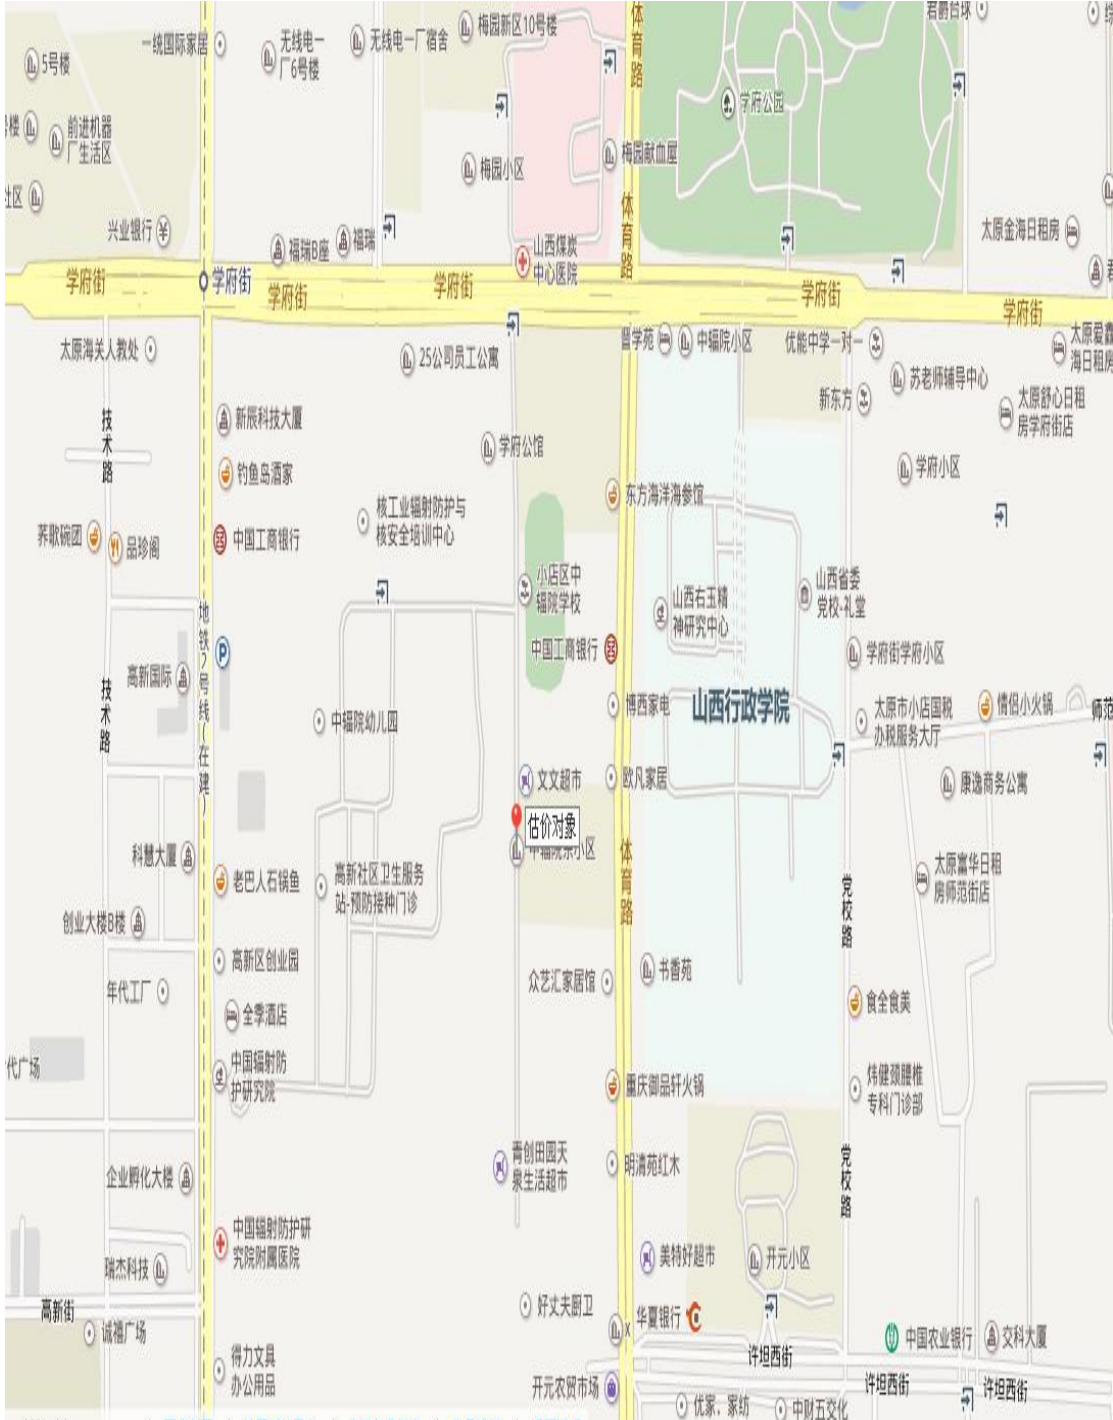 一统国际家居
无线电一
厂6号楼
无线电一厂宿舍
梅园新区10号楼
体育路
君爵台球
5号楼
前进机器
厂生活区
社区
梅园小区
梅园献血屋
学府公园
兴业银行
福瑞B座
福瑞
山西煤炭
中心医院
体育路
太原金海日租房
学府街
学府街
学府街
学府街
学府街
学府街
太原海关人教处
25公司员工公寓
中辐院小区
优能中学一对一
苏老师辅导中心
新东方
太原舒心日租
房学府街店
技术路
新辰科技大厦
钓鱼岛酒家
学府公馆
学府小区
核工业辐射防护与
核安全培训中心
东方海洋海参馆
荞歌碗团
品珍阁
中国工商银行
小店区中
辐院学校
山西右玉精
神研究中心
山西省委
党校-礼堂
地铁2号线(在建)
P
中国工商银行
学府街学府小区
高新国际
技术路
中辐院幼儿园
博西家电
山西行政学院
太原市小店国税
办税服务大厅
情侣小火锅
师范
文文超市
欧凡家居
康逸商务公寓
估价对象
科慧大厦
老巴人石锅鱼
高新社区卫生服务
站-预防接种门诊
体育路
太原富华日租
房师范街店
党校路
创业大楼B楼
高新区创业园
众艺汇家居馆
书香苑
年代工厂
全季酒店
食全食美
代广场
中国辐射防
护研究院
重庆御品轩火锅
炜健颈腰椎
专科门诊部
企业孵化大楼
青创田园天
泉生活超市
明清苑红木
党校路
中国辐射防护研
究院附属医院
瑞杰科技
美特好超市
开元小区
高新街
诚禧广场
好丈夫厨卫
华夏银行
中国农业银行
交科大厦
得力文具
办公用品
许坦西街
许坦西街
许坦西街
开元农贸市场
优家，家纺
中财五交化